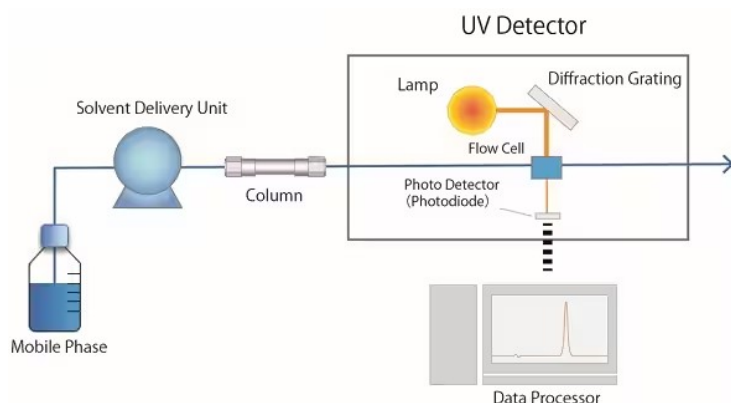 UV Detector
Solvent Delivery Unit
Lamp
Diffraction Grating
Flow Cell
Column
Photo Detector
(Photodiode)
Mobile Phase
Data Processor